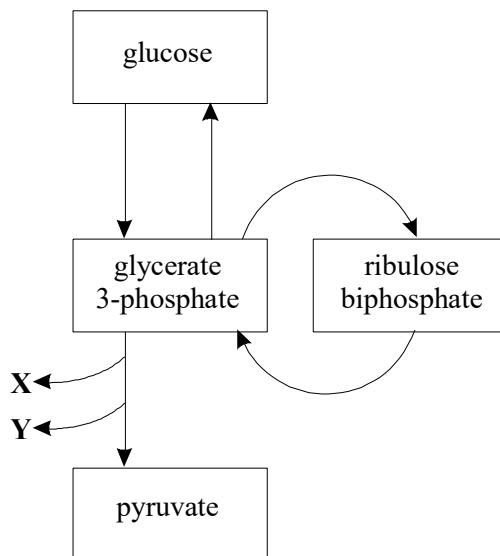 glucose
glycerate
3-phosphate
ribulose
biphosphate
X
Y
pyruvate